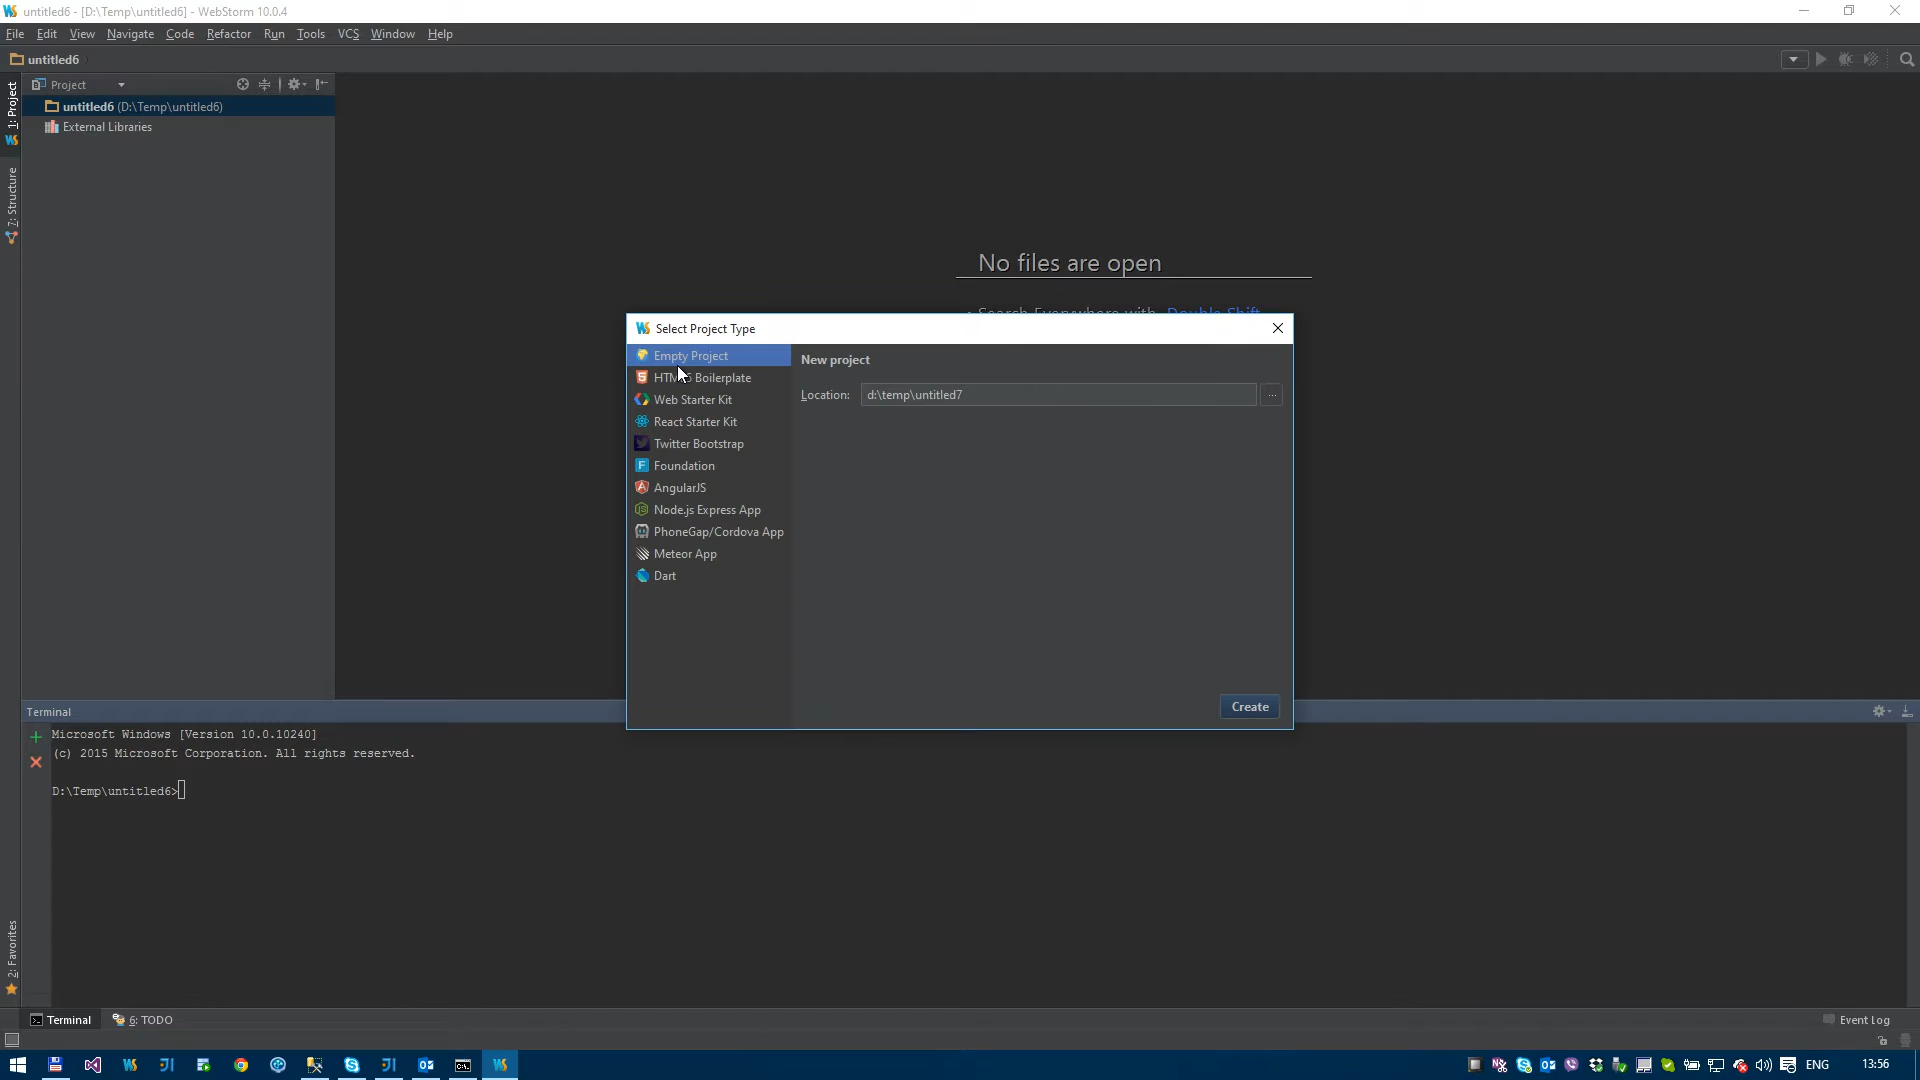 untitled6 - [D:\Temp\untitled6] - WebStorm 10.0.4
File Edit View Navigate Code Refactor Run Tools VCS Window Help
untitled6
Project
1: Project
untitled6 (D:\Temp\untitled6)
External Libraries
7: Structure
No files are open
Select Project Type
Empty Project
HTML5 Boilerplate
Web Starter Kit
React Starter Kit
Twitter Bootstrap
Foundation
AngularJS
Node.js Express App
PhoneGap/Cordova App
Meteor App
Dart
New project
Location: d:\temp\untitled7 ...
Create
Terminal
Microsoft Windows [Version 10.0.10240]
(c) 2015 Microsoft Corporation. All rights reserved.
D:\Temp\untitled6>
2: Favorites
Terminal 6: TODO Event Log
ENG 13:56